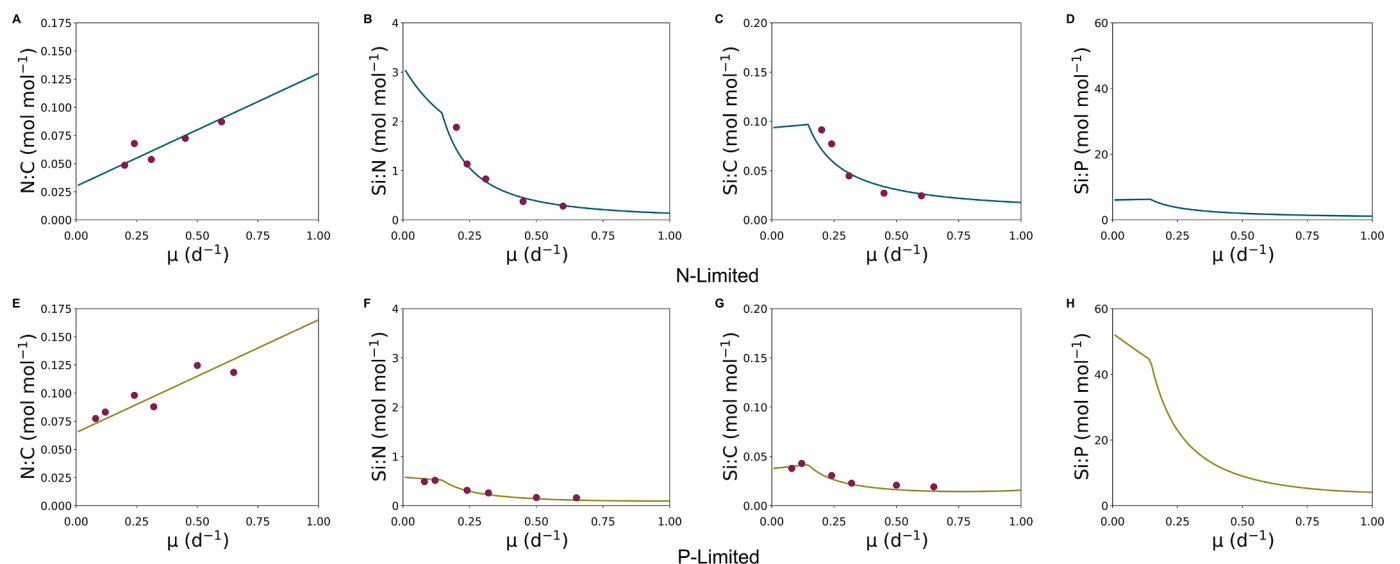 A
B
C
D
0.175
0.150
0.125
0.100
0.075
0.050
0.025
0.000
N:C (mol mol⁻¹)
0.00 0.25 0.50 0.75 1.00
μ (d⁻¹)
4
3
2
1
0
Si:N (mol mol⁻¹)
0.00 0.25 0.50 0.75 1.00
μ (d⁻¹)
0.20
0.15
0.10
0.05
0.00
Si:C (mol mol⁻¹)
0.00 0.25 0.50 0.75 1.00
μ (d⁻¹)
60
40
20
0
Si:P (mol mol⁻¹)
0.00 0.25 0.50 0.75 1.00
μ (d⁻¹)
N-Limited
E
F
G
H
0.175
0.150
0.125
0.100
0.075
0.050
0.025
0.000
N:C (mol mol⁻¹)
0.00 0.25 0.50 0.75 1.00
μ (d⁻¹)
4
3
2
1
0
Si:N (mol mol⁻¹)
0.00 0.25 0.50 0.75 1.00
μ (d⁻¹)
0.20
0.15
0.10
0.05
0.00
Si:C (mol mol⁻¹)
0.00 0.25 0.50 0.75 1.00
μ (d⁻¹)
60
40
20
0
Si:P (mol mol⁻¹)
0.00 0.25 0.50 0.75 1.00
μ (d⁻¹)
P-Limited